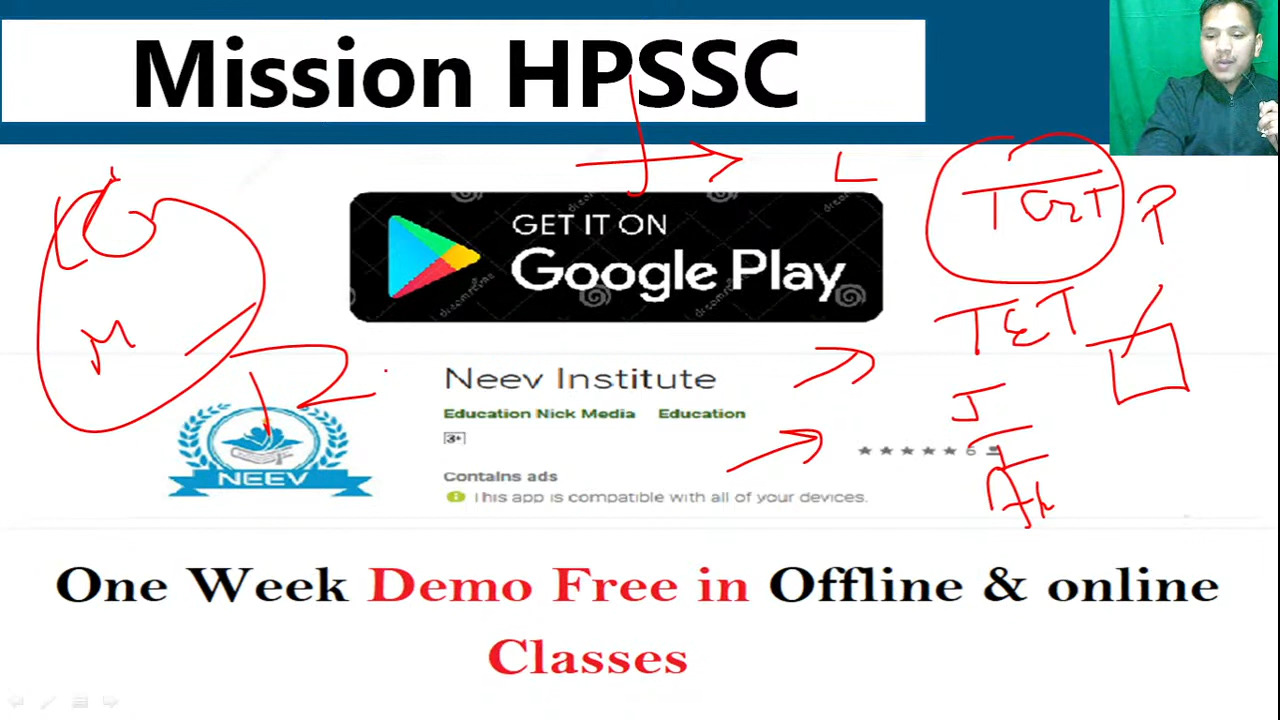 Mission HPSSC
L
TGT P
GET IT ON
Google Play
TET
M
Neev Institute
Education Nick Media Education
3+
J
6
NEEV
Contains ads
This app is compatible with all of your devices.
One Week Demo Free in Offline & online
Classes